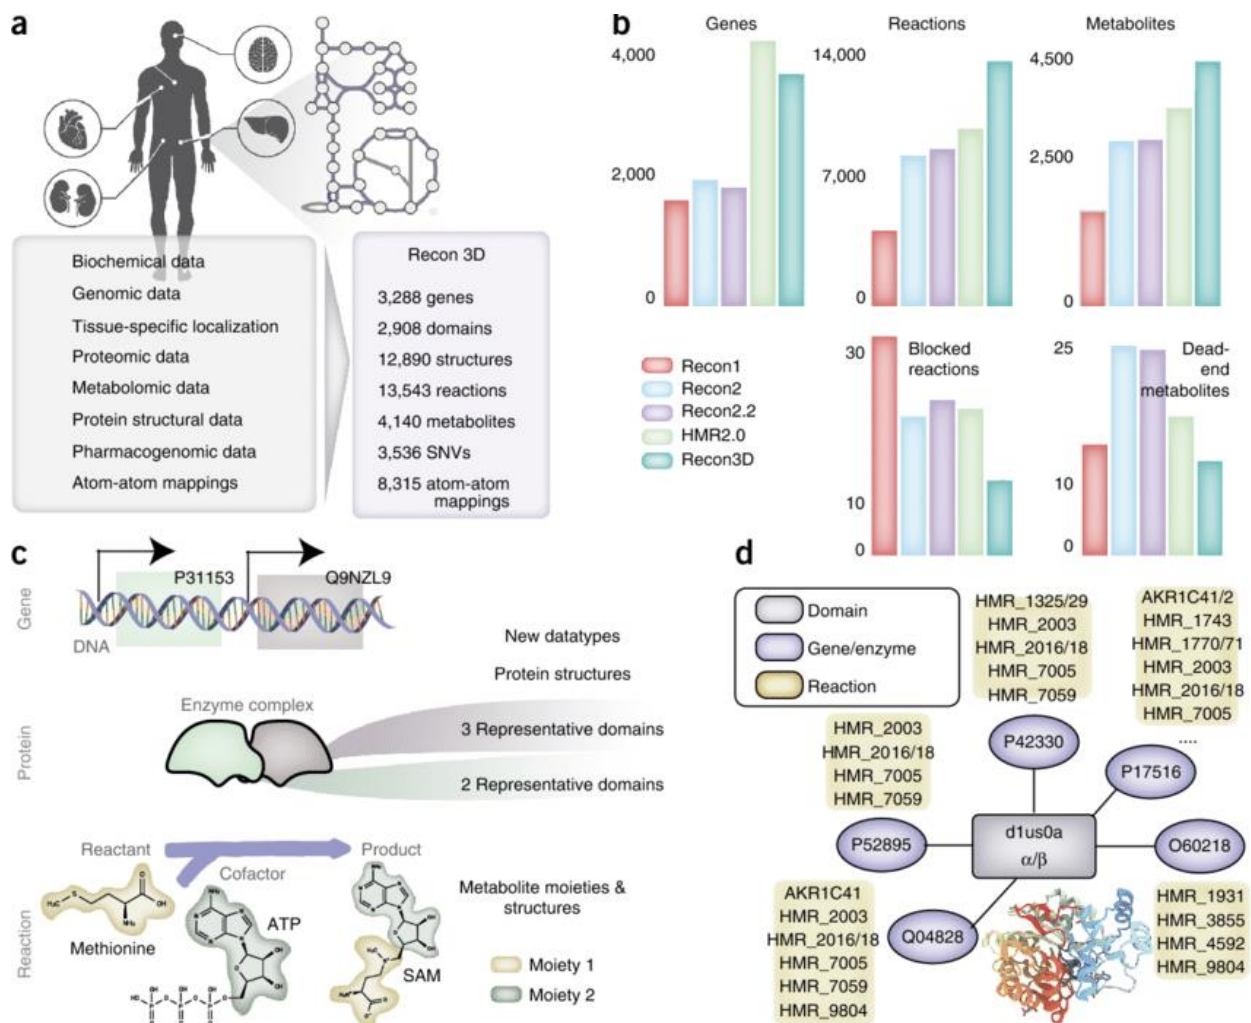 a
Biochemical data
Genomic data
Tissue-specific localization
Proteomic data
Metabolomic data
Protein structural data
Pharmacogenomic data
Atom-atom mappings
Recon 3D
3,288 genes
2,908 domains
12,890 structures
13,543 reactions
4,140 metabolites
3,536 SNVs
8,315 atom-atom
mappings
b
Genes
4,000
2,000
0
Reactions
14,000
7,000
0
Metabolites
4,500
2,500
0
Recon1
Recon2
Recon2.2
HMR2.0
Recon3D
Blocked
reactions
30
10
0
Dead-
end
metabolites
25
10
0
c
Gene
P31153
Q9NZL9
DNA
New datatypes
Protein structures
Protein
Enzyme complex
3 Representative domains
2 Representative domains
Reaction
Reactant
Cofactor
Product
Methionine
ATP
SAM
Metabolite moieties &
structures
Moiety 1
Moiety 2
d
Domain
Gene/enzyme
Reaction
HMR_1325/29
HMR_2003
HMR_2016/18
HMR_7005
HMR_7059
AKR1C41/2
HMR_1743
HMR_1770/71
HMR_2003
HMR_2016/18
HMR_7005
....
HMR_2003
HMR_2016/18
HMR_7005
HMR_7059
P42330
P17516
P52895
d1us0a
α/β
O60218
Q04828
AKR1C41
HMR_2003
HMR_2016/18
HMR_7005
HMR_7059
HMR_9804
HMR_1931
HMR_3855
HMR_4592
HMR_9804